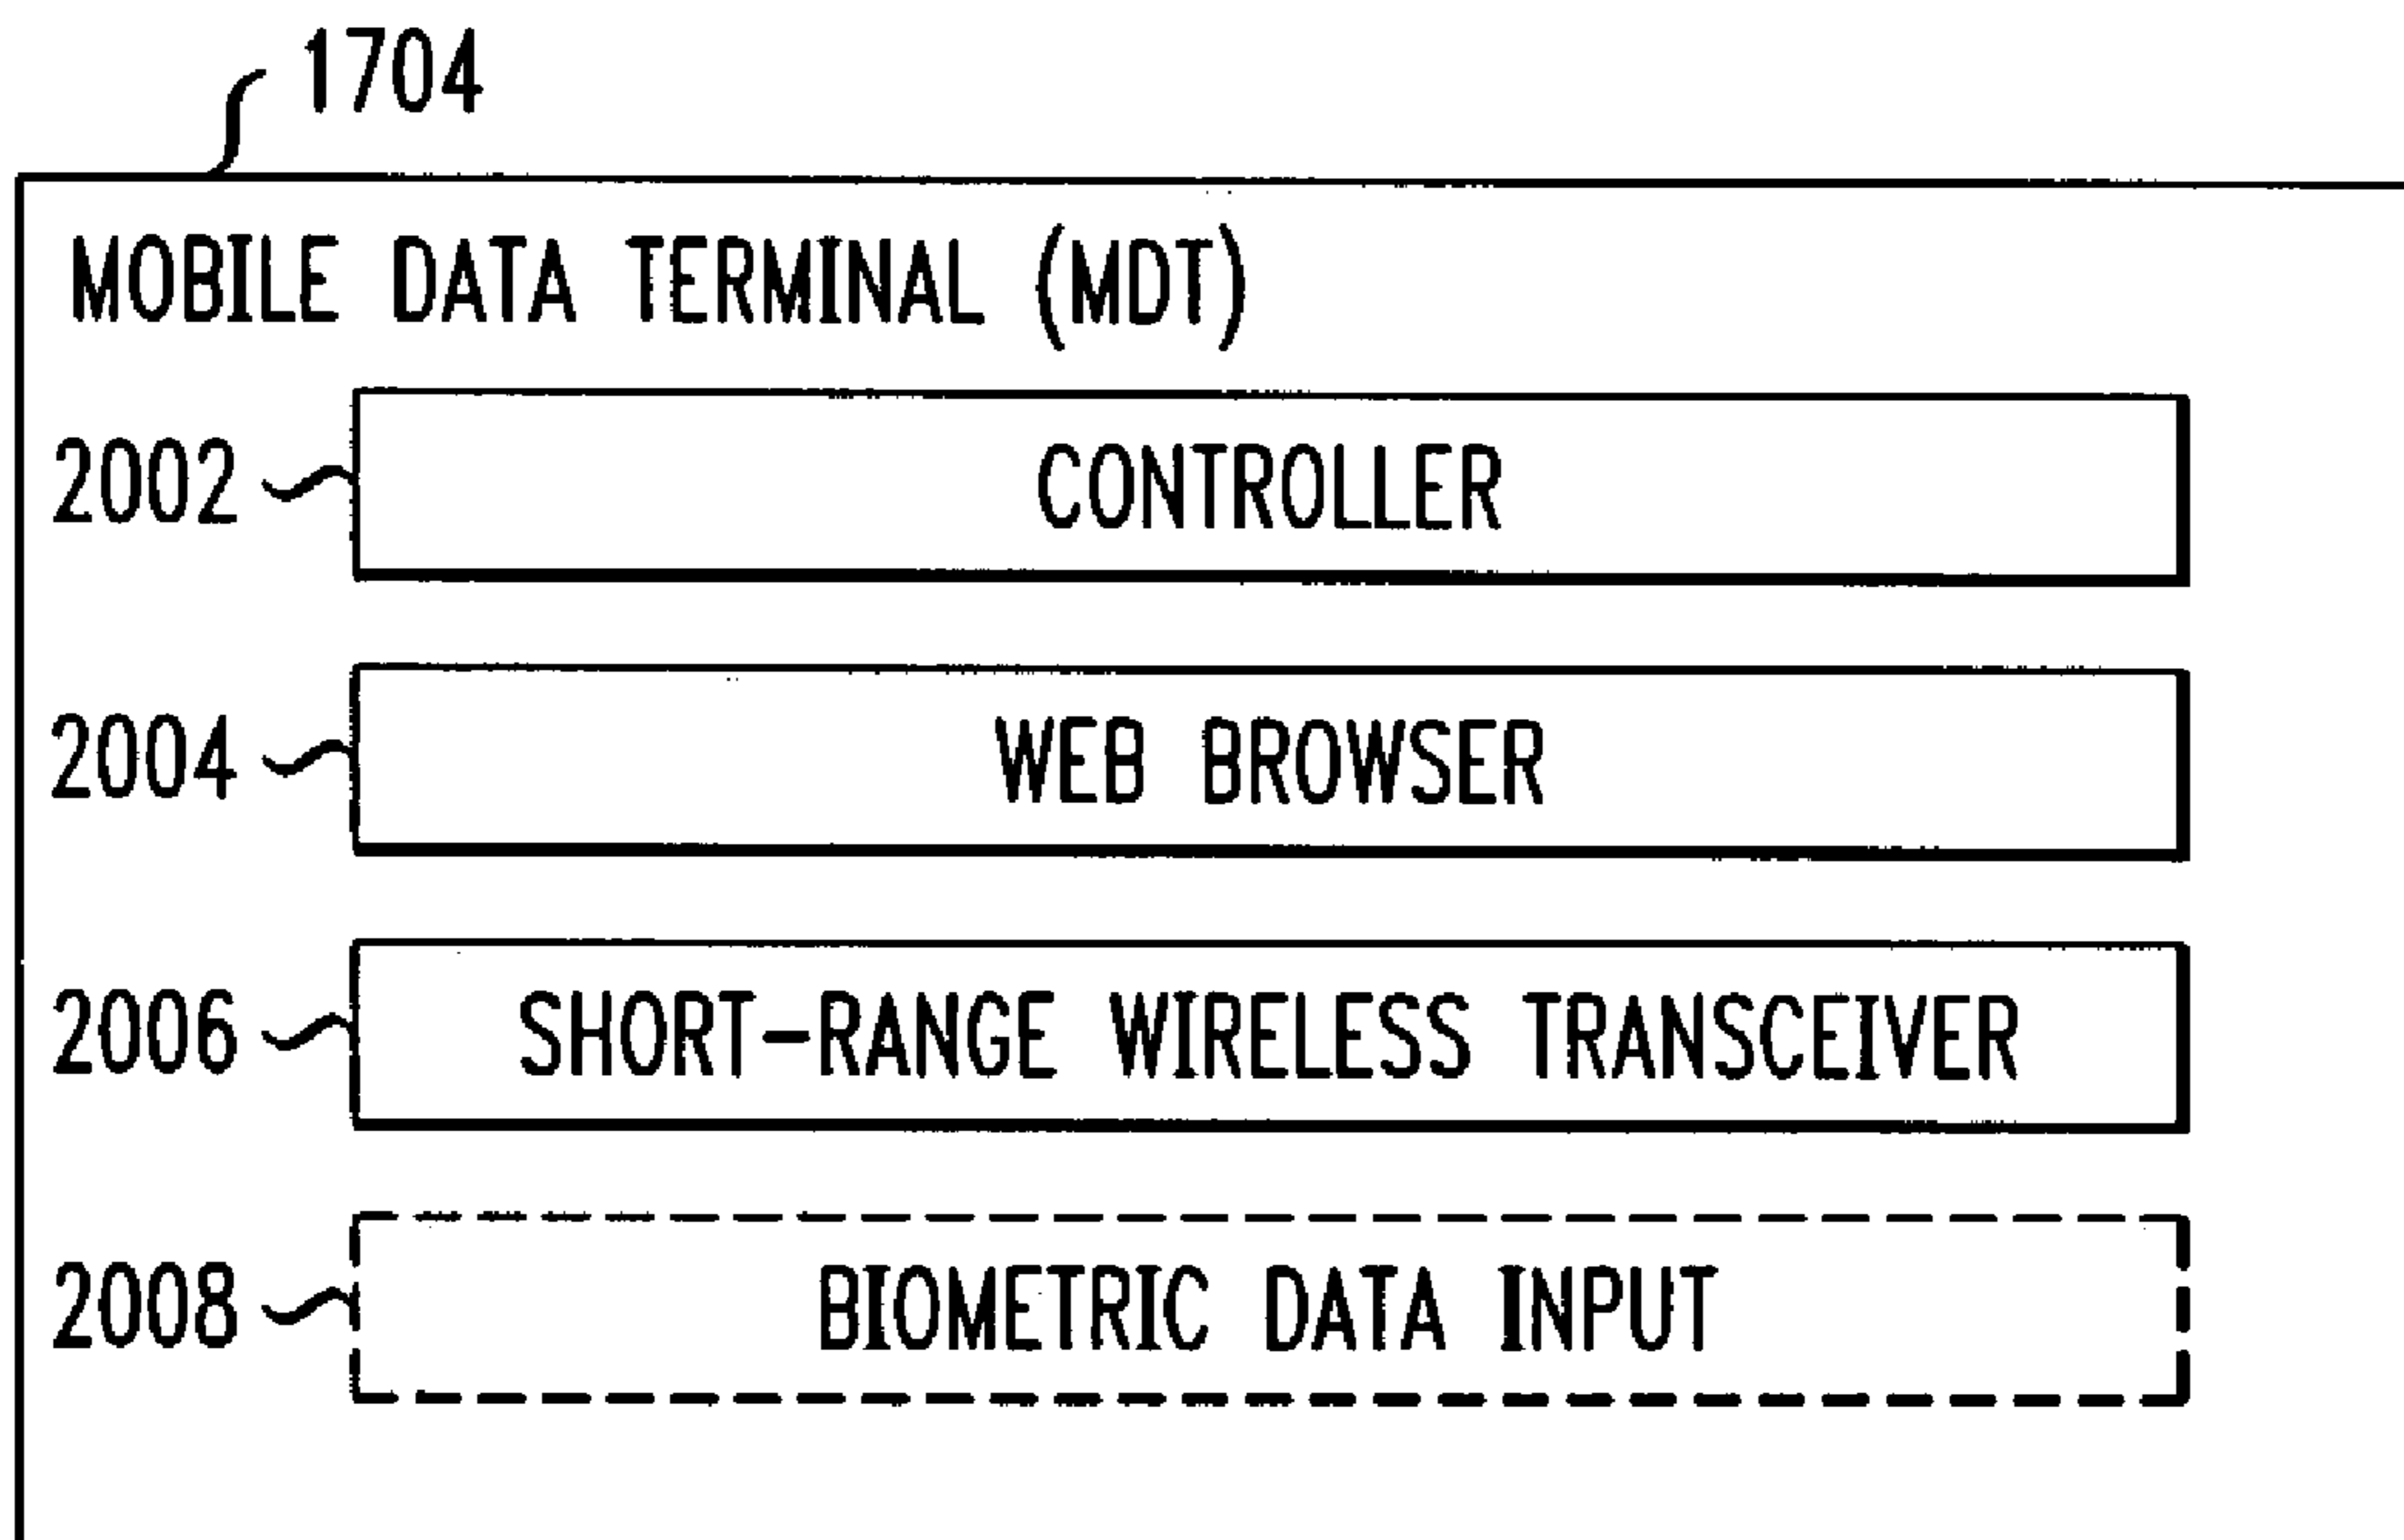 1704
MOBILE DATA TERMINAL (MDT)
2002 CONTROLLER
2004 WEB BROWSER
2006 SHORT-RANGE WIRELESS TRANSCEIVER
2008 BIOMETRIC DATA INPUT